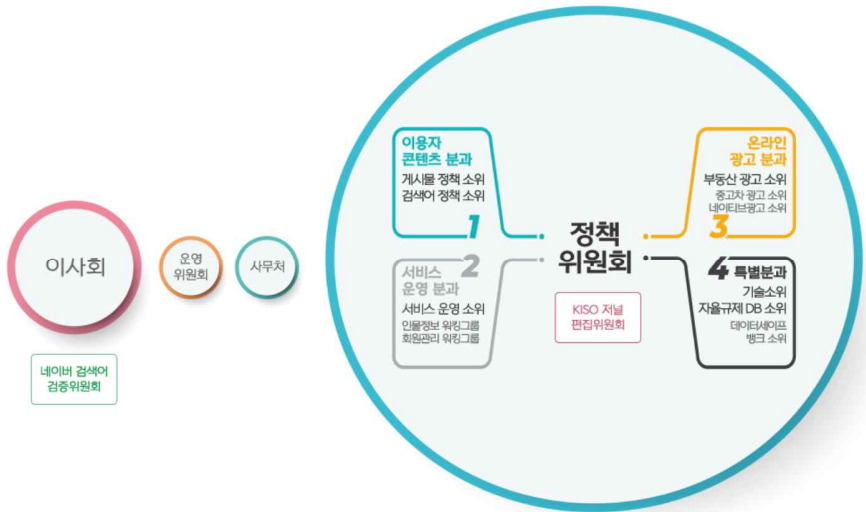 이사회
네이버 검색어
검증위원회
운영
위원회
사무처
이용자
콘텐츠 분과
게시물 정책 소위
검색어 정책 소위
1
서비스
운영 분과
2
서비스 운영 소위
인물정보 워킹그룹
회원관리 워킹그룹
정책
위원회
KISO 저널
편집위원회
온라인
광고 분과
부동산 광고 소위
중고차 광고 소위
네이티브광고 소위
3
4 특별분과
기술소위
자율규제 DB 소위
데이터세이프
뱅크 소위